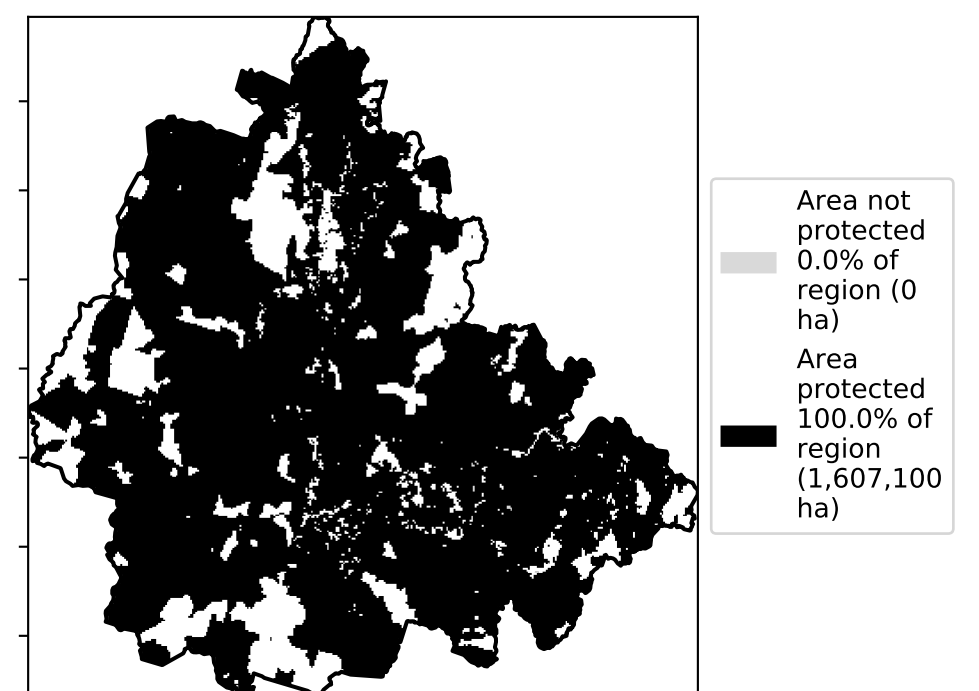 Area not
protected
0.0% of
region (0
ha)
Area
protected
100.0% of
region
(1,607,100
ha)